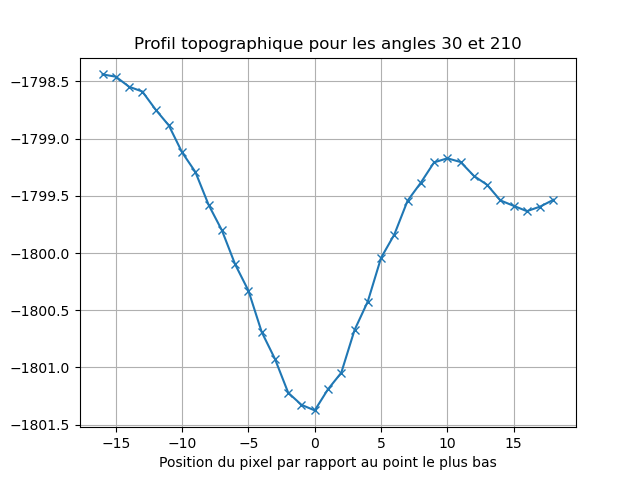 Profil topographique pour les angles 30 et 210
−1798.5
−1799.0
−1799.5
−1800.0
−1800.5
−1801.0
−1801.5
−15 −10 −5 0 5 10 15
Position du pixel par rapport au point le plus bas